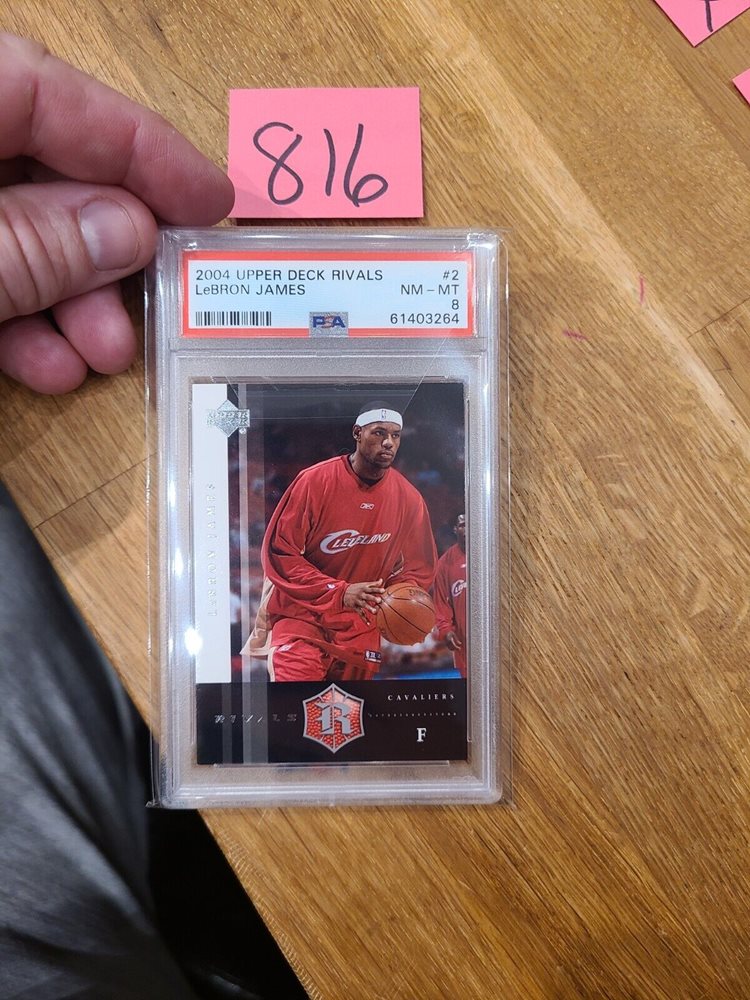 816
2004 UPPER DECK RIVALS #2
LeBRON JAMES NM – MT
8
PSA 61403264
UPPER DECK
LEBRON JAMES
CLEVELAND
CAVALIERS
RIVALS
R
F